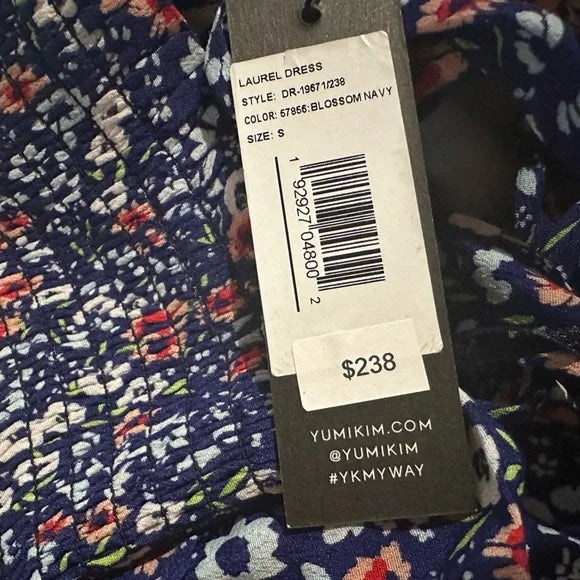 LAUREL DRESS
STYLE: DR-19671/238
COLOR: 57856:BLOSSOM NAVY
SIZE: S
1 92927 04800 2
$238
YUMIKIM.COM
@YUMIKIM
#YKMYWAY